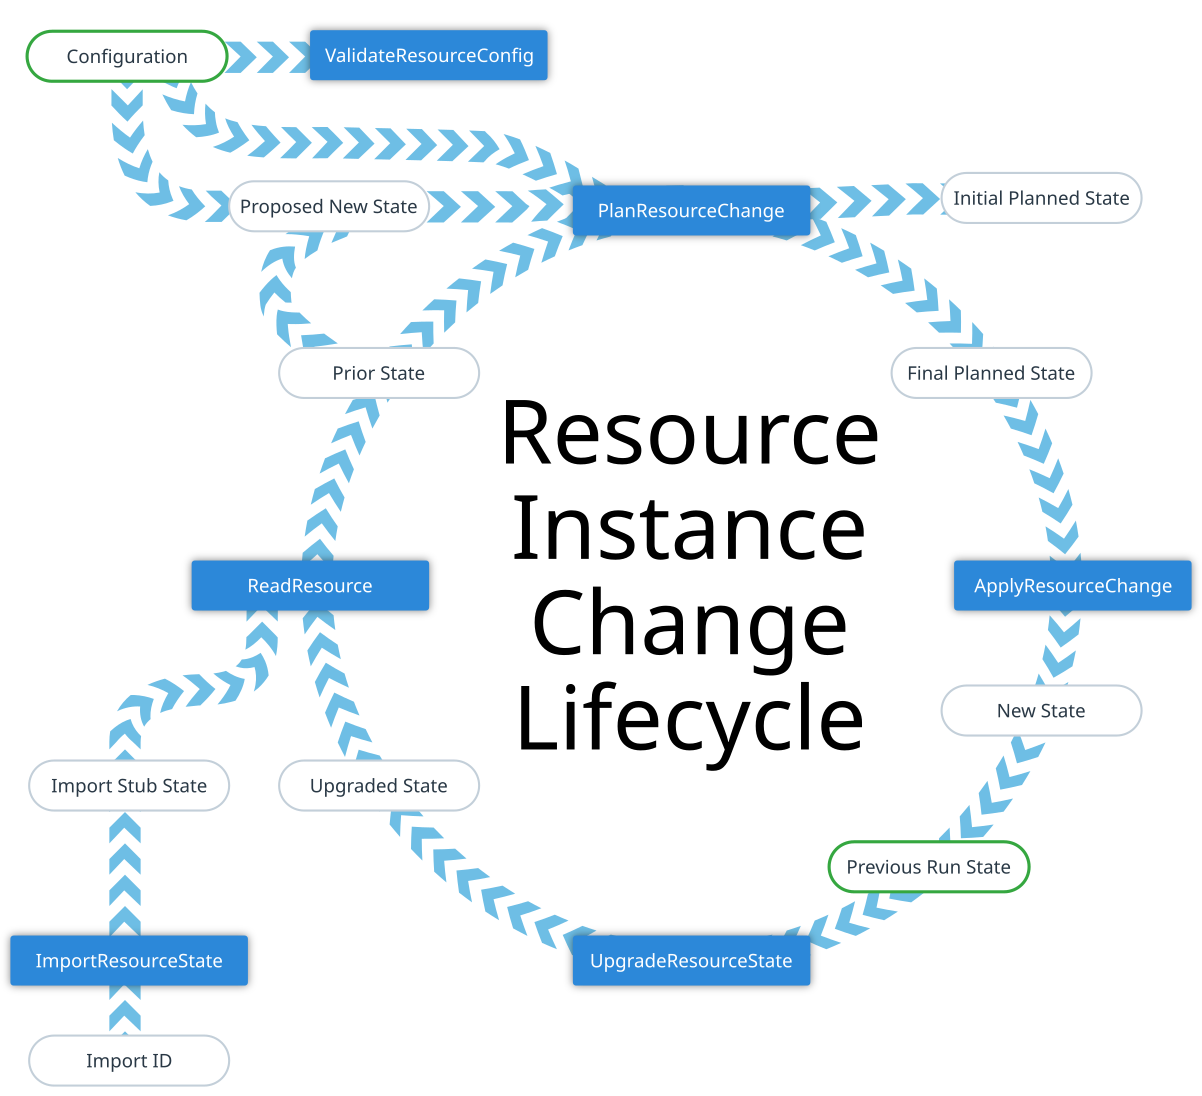 Configuration
ValidateResourceConfig
Proposed New State
PlanResourceChange
Initial Planned State
Prior State
Final Planned State
Resource
Instance
Change
Lifecycle
ReadResource
ApplyResourceChange
New State
Import Stub State
Upgraded State
Previous Run State
ImportResourceState
UpgradeResourceState
Import ID